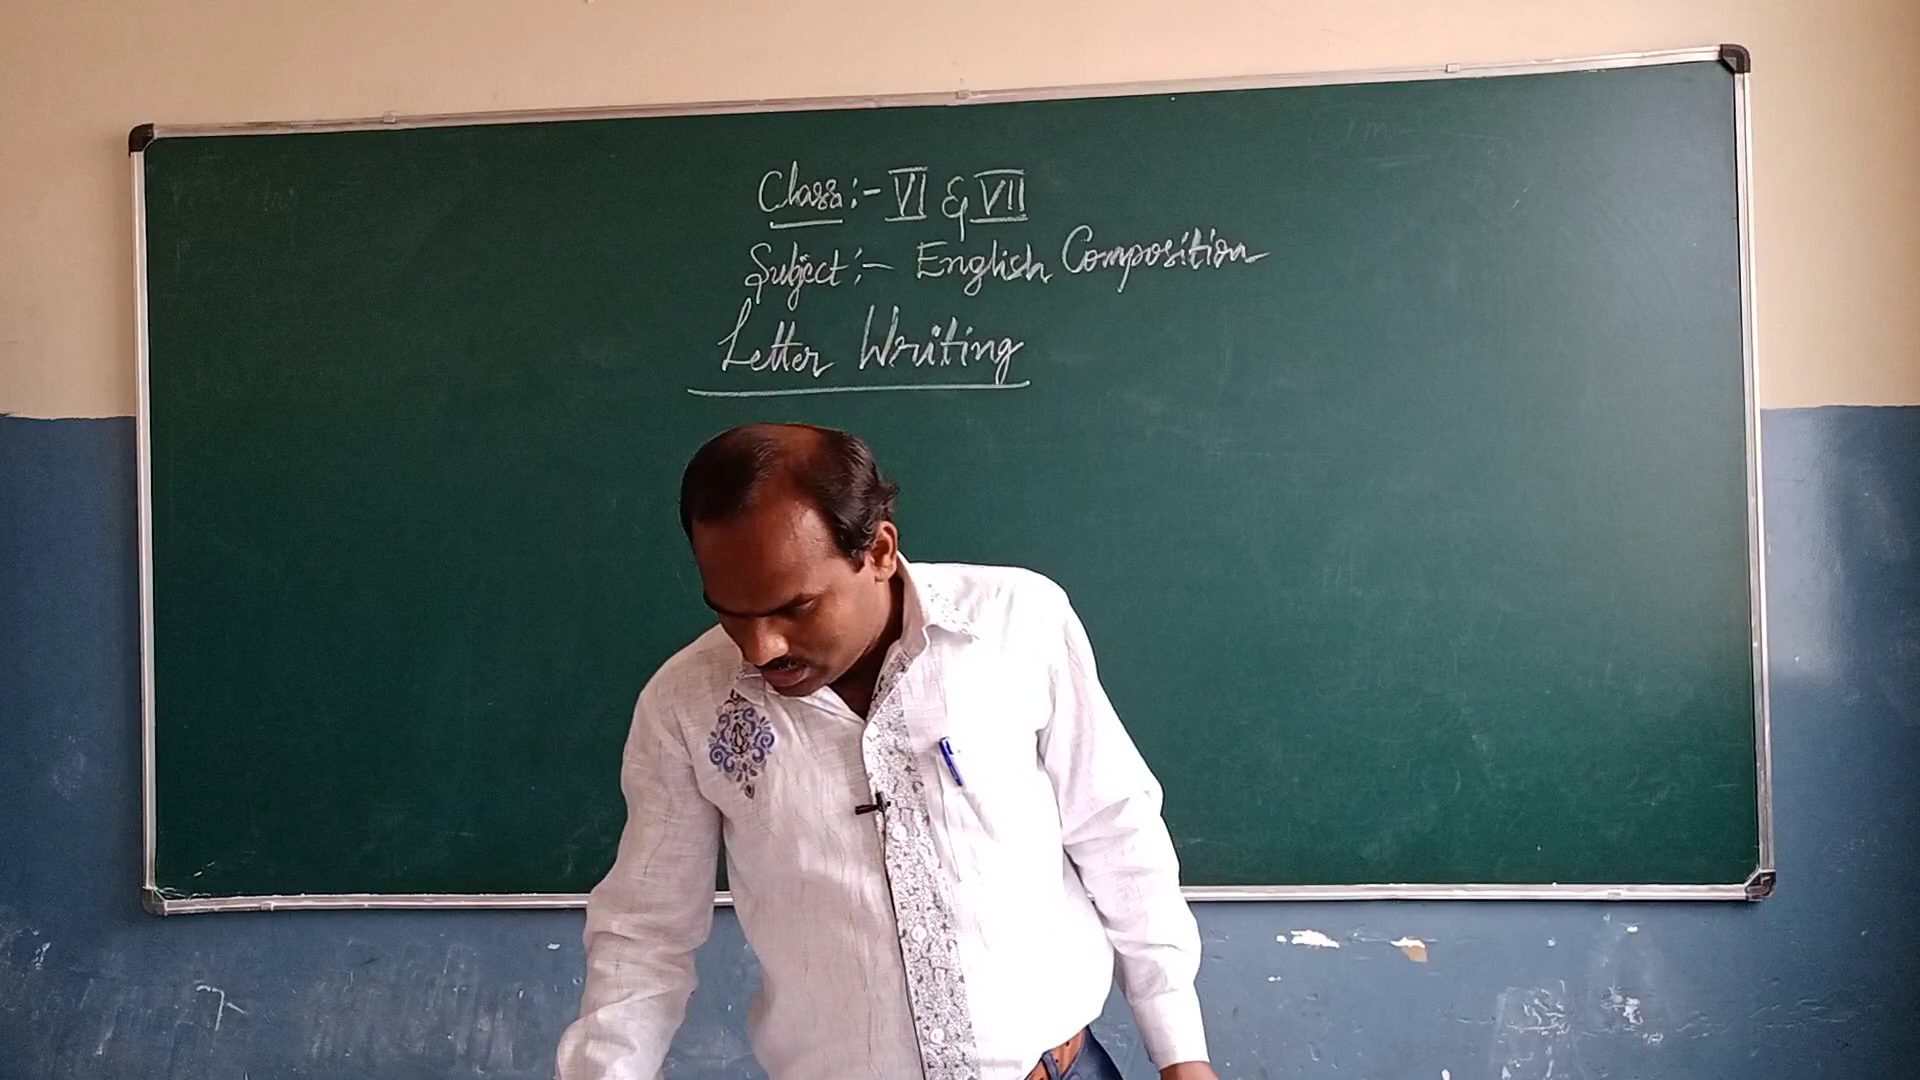 Class:- VI & VII
Subject:- English Composition
Letter Writing